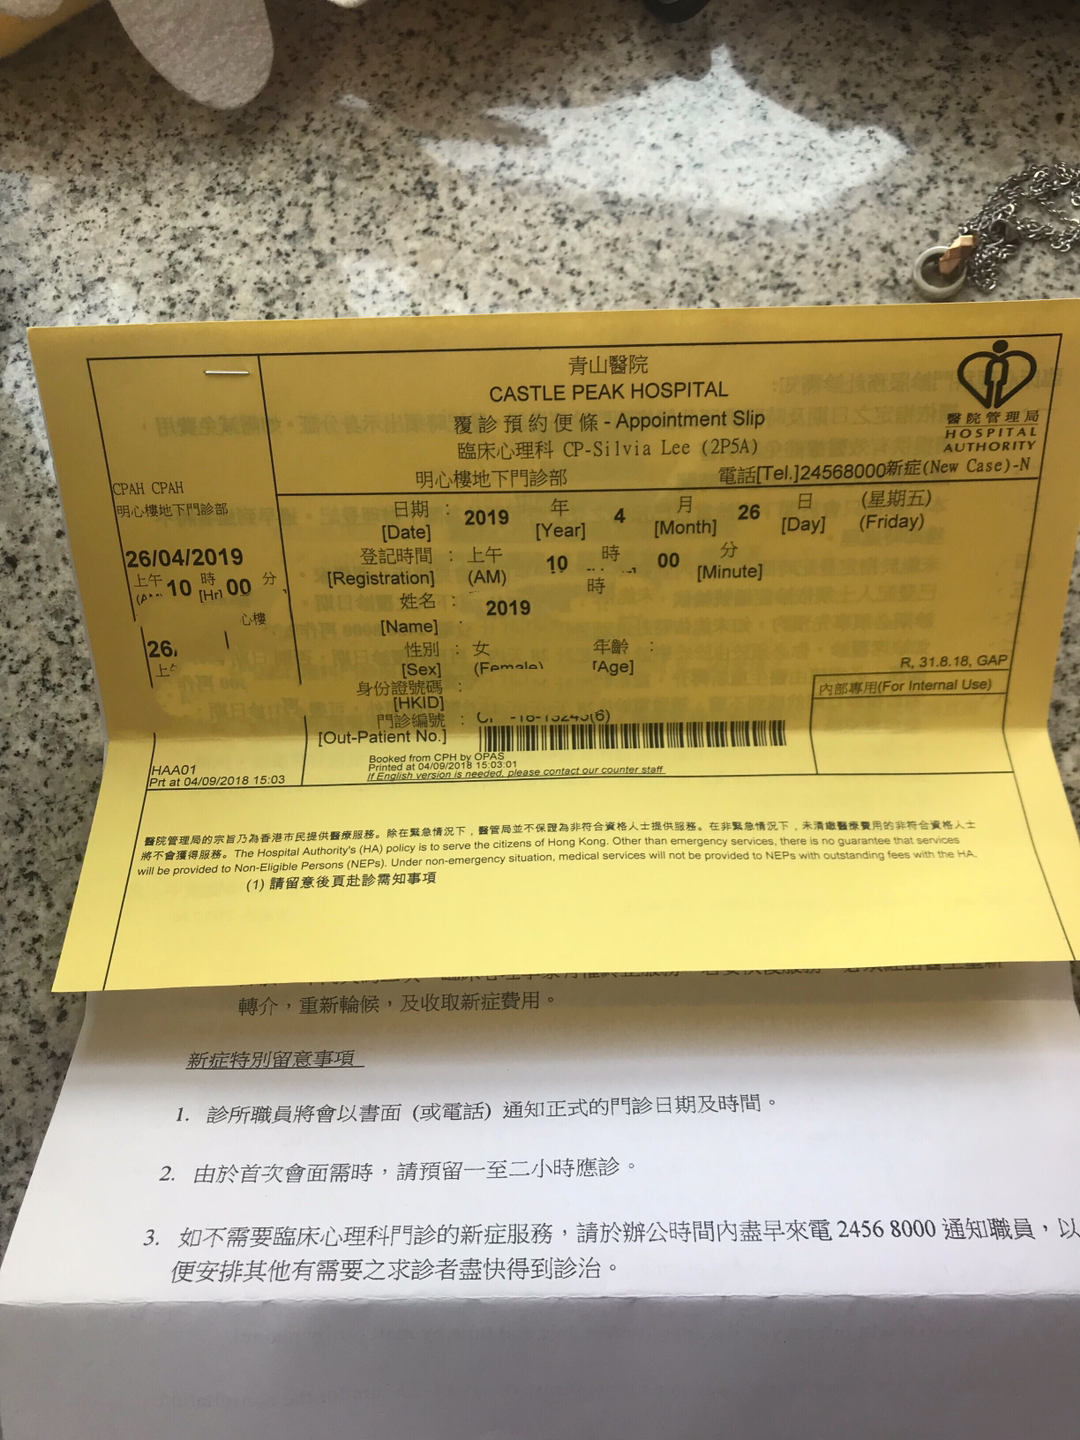 青山醫院
CASTLE PEAK HOSPITAL
覆診預約便條 - Appointment Slip
臨床心理科 CP-Silvia Lee (2P5A)
明心樓地下門診部
電話[Tel.]24568000新症(New Case)-N
醫院管理局
HOSPITAL
AUTHORITY
CPAH CPAH
明心樓地下門診部
26/04/2019
上午 10 時 00 分
[Hr]
心樓
26/
日期 : 2019 年 4 月 26 日 (星期五)
[Date] [Year] [Month] [Day] (Friday)
登記時間 : 上午 10 時 00 分
[Registration] (AM) [Minute]
時
姓名 : 2019
[Name] :
性別 : 女 年齡 :
[Sex] (Female) [Age]
R, 31.8.18, GAP
身份證號碼 :
[HKID]
內部專用(For Internal Use)
門診編號 :
[Out-Patient No.]
Booked from CPH by OPAS
Printed at 04/09/2018 15:03:01
If English version is needed, please contact our counter staff
HAA01
Prt at 04/09/2018 15:03
醫院管理局的宗旨乃為香港市民提供醫療服務。除在緊急情況下，醫管局並不保證為非符合資格人士提供服務。在非緊急情況下，未清繳醫療費用的非符合資格人士
將不會獲得服務。The Hospital Authority's (HA) policy is to serve the citizens of Hong Kong. Other than emergency services, there is no guarantee that services
will be provided to Non-Eligible Persons (NEPs). Under non-emergency situation, medical services will not be provided to NEPs with outstanding fees with the HA.
(1) 請留意後頁赴診需知事項
轉介，重新輪候，及收取新症費用。
新症特別留意事項
1. 診所職員將會以書面 (或電話) 通知正式的門診日期及時間。
2. 由於首次會面需時，請預留一至二小時應診。
3. 如不需要臨床心理科門診的新症服務，請於辦公時間內盡早來電 2456 8000 通知職員，以
便安排其他有需要之求診者盡快得到診治。